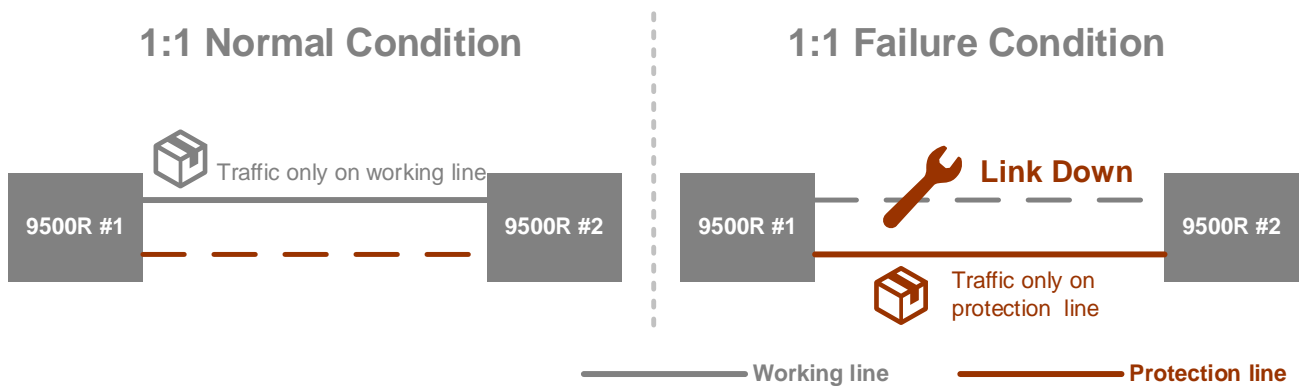 1:1 Normal Condition
Traffic only on working line
9500R #1
9500R #2
1:1 Failure Condition
Link Down
9500R #1
9500R #2
Traffic only on
protection line
Working line
Protection line